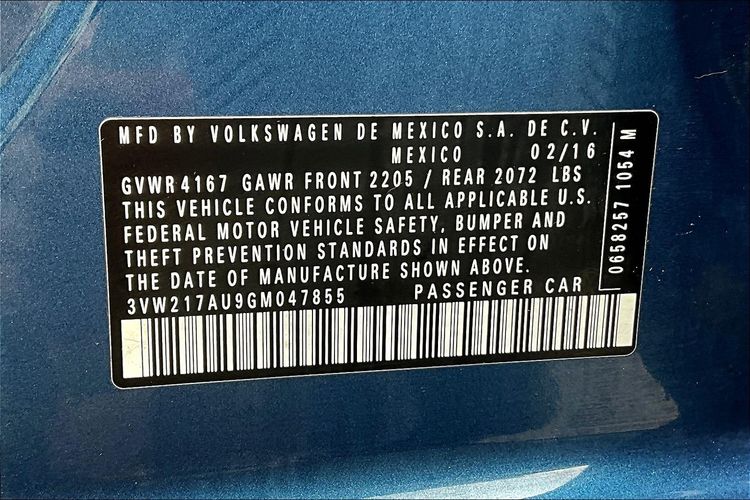 MFD BY VOLKSWAGEN DE MEXICO S.A. DE C.V.
MEXICO 02/16
GVWR 4167 GAWR FRONT 2205 / REAR 2072 LBS
THIS VEHICLE CONFORMS TO ALL APPLICABLE U.S.
FEDERAL MOTOR VEHICLE SAFETY, BUMPER AND
THEFT PREVENTION STANDARDS IN EFFECT ON
THE DATE OF MANUFACTURE SHOWN ABOVE.
3VW217AU9GM047855 PASSENGER CAR
0658257 1054 M